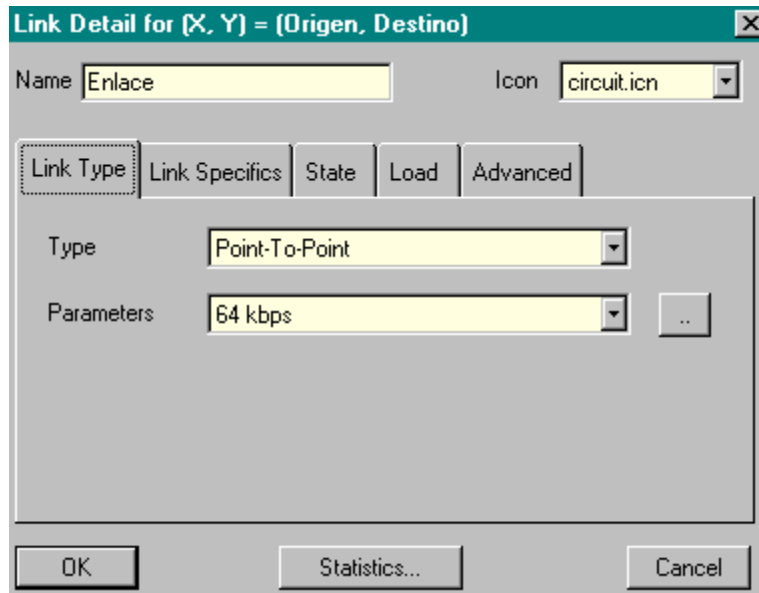 Link Detail for (X, Y) = (Origen, Destino)
Name Enlace Icon circuit.icn
Link Type Link Specifics State Load Advanced
Type Point-To-Point
Parameters 64 kbps ..
OK Statistics... Cancel